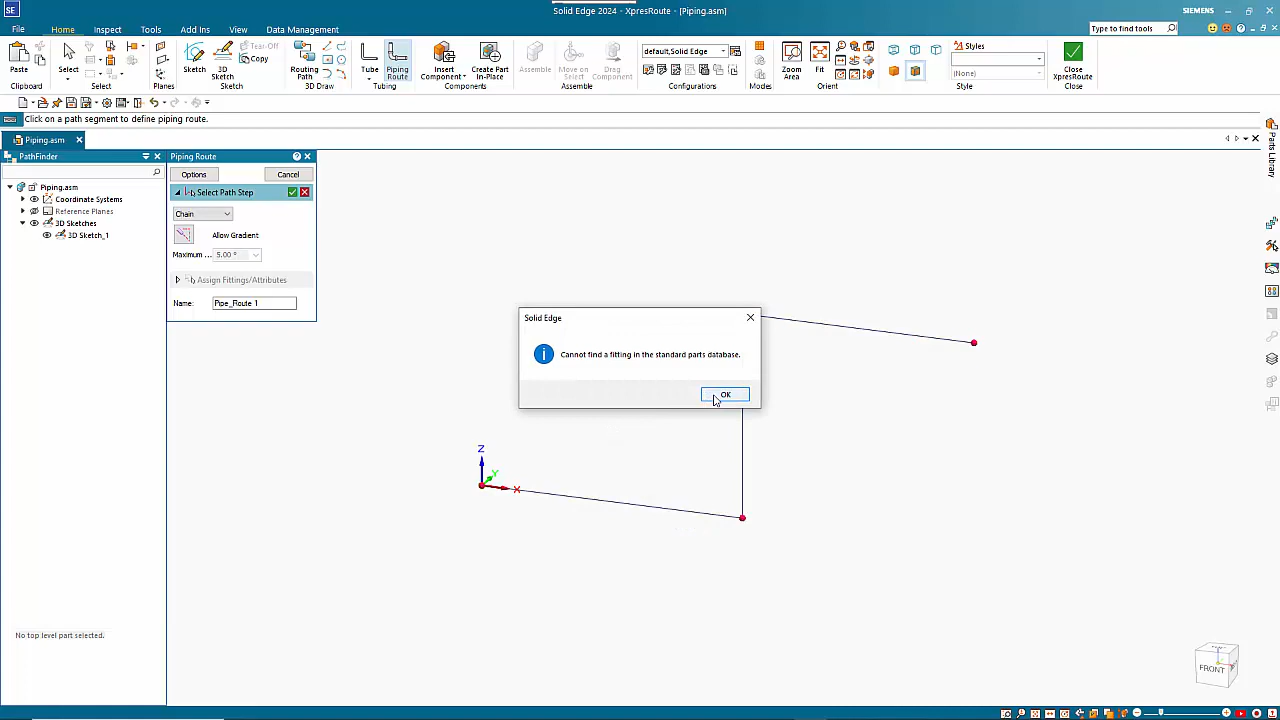 SE
Solid Edge 2024 - XpresRoute - [Piping.asm]
SIEMENS
File
Home
Inspect
Tools
Add Ins
View
Data Management
Type to find tools
Paste
Select
Sketch
3D
Sketch
Tear-Off
Copy
Routing
Path
Tube
Piping
Route
Insert
Component
Create Part
In-Place
Assemble
Move on
Select
Drag
Component
default,Solid Edge
Zoom
Area
Fit
Styles
(None)
Close
XpresRoute
Clipboard
Select
Planes
Sketch
3D Draw
Tubing
Components
Assemble
Configurations
Modes
Orient
Style
Close
Click on a path segment to define piping route.
Piping.asm
PathFinder
Piping.asm
Coordinate Systems
Reference Planes
3D Sketches
3D Sketch_1
No top level part selected.
Piping Route
Options
Cancel
Select Path Step
Chain
Allow Gradient
Maximum ...
5.00 °
Assign Fittings/Attributes
Name:
Pipe_Route 1
Solid Edge
Cannot find a fitting in the standard parts database.
OK
Z
Y
X
FRONT
Parts Library